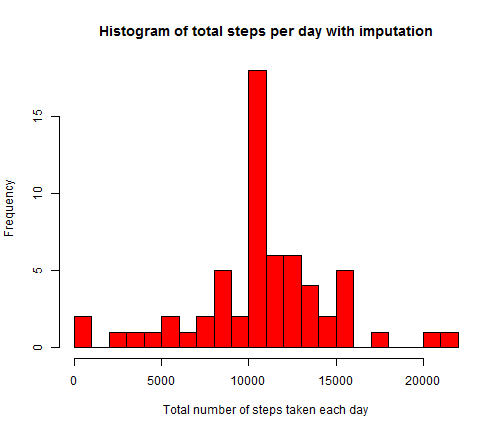 Histogram of total steps per day with imputation
Frequency
15
10
5
0
0 5000 10000 15000 20000
Total number of steps taken each day